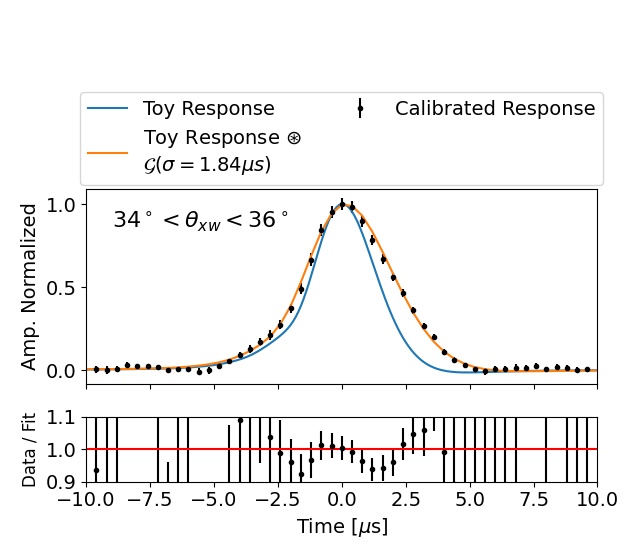 Toy Response
Toy Response ⊛
𝒢(σ = 1.84μs)
Calibrated Response
34° < θxw < 36°
Amp. Normalized
1.0
0.5
0.0
Data / Fit
1.1
1.0
0.9
−10.0 −7.5 −5.0 −2.5 0.0 2.5 5.0 7.5 10.0
Time [μs]